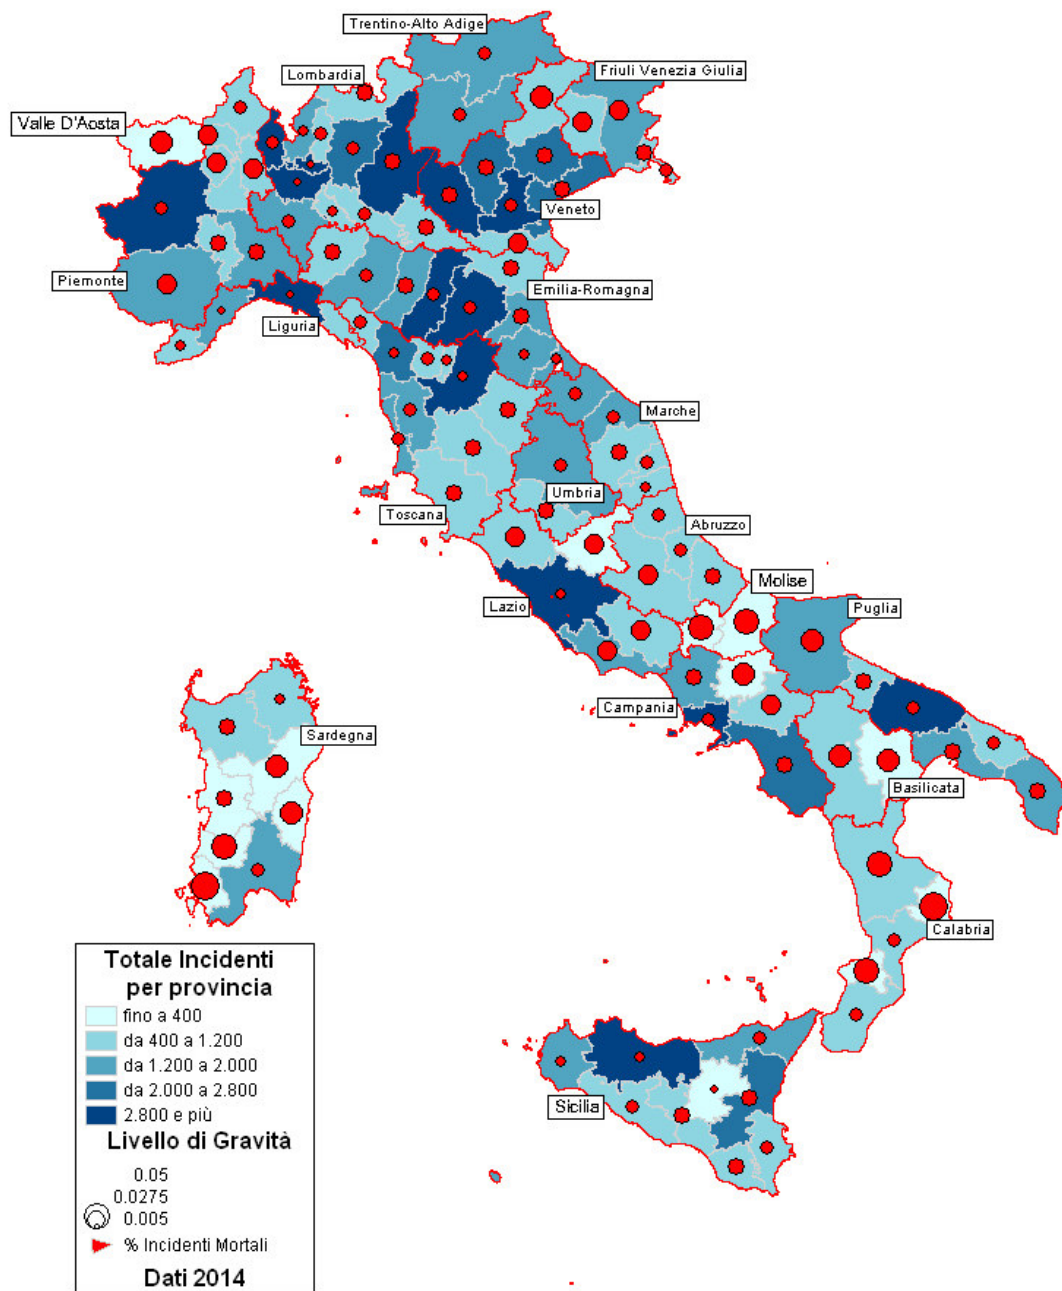 Trentino-Alto Adige
Lombardia
Friuli Venezia Giulia
Valle D'Aosta
Veneto
Piemonte
Emilia-Romagna
Liguria
Marche
Umbria
Toscana
Abruzzo
Molise
Lazio
Puglia
Campania
Sardegna
Basilicata
Calabria
Sicilia
Totale Incidenti
per provincia
fino a 400
da 400 a 1.200
da 1.200 a 2.000
da 2.000 a 2.800
2.800 e più
Livello di Gravità
0.05
0.0275
0.005
% Incidenti Mortali
Dati 2014